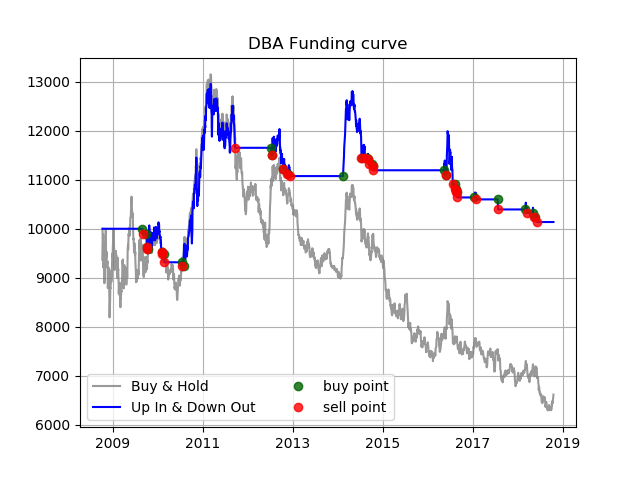 DBA Funding curve
13000
12000
11000
10000
9000
8000
7000
6000
Buy & Hold
Up In & Down Out
buy point
sell point
2009 2011 2013 2015 2017 2019